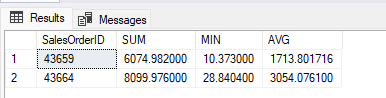 Results Messages
SalesOrderID SUM MIN AVG
1 43659 6074.982000 10.373000 1713.801716
2 43664 8099.976000 28.840400 3054.076100